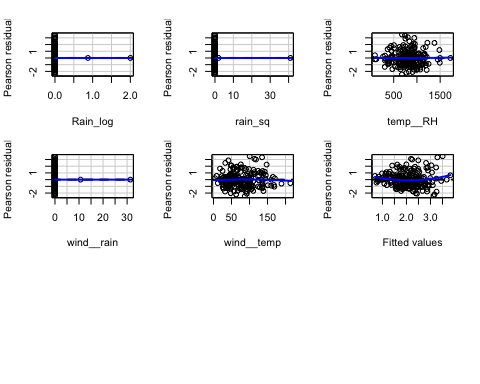 Pearson residual Pearson residual Pearson residual
1 1 1
-2 -2 -2
0.0 1.0 2.0 0 10 30 500 1500
Rain_log rain_sq temp__RH
Pearson residual Pearson residual Pearson residual
1 1 1
-2 -2 -2
0 10 20 30 0 50 150 1.0 2.0 3.0
wind__rain wind__temp Fitted values